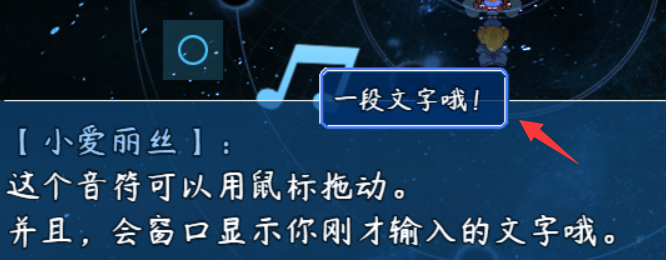 一段文字哦！
【小爱丽丝】：
这个音符可以用鼠标拖动。
并且，会窗口显示你刚才输入的文字哦。